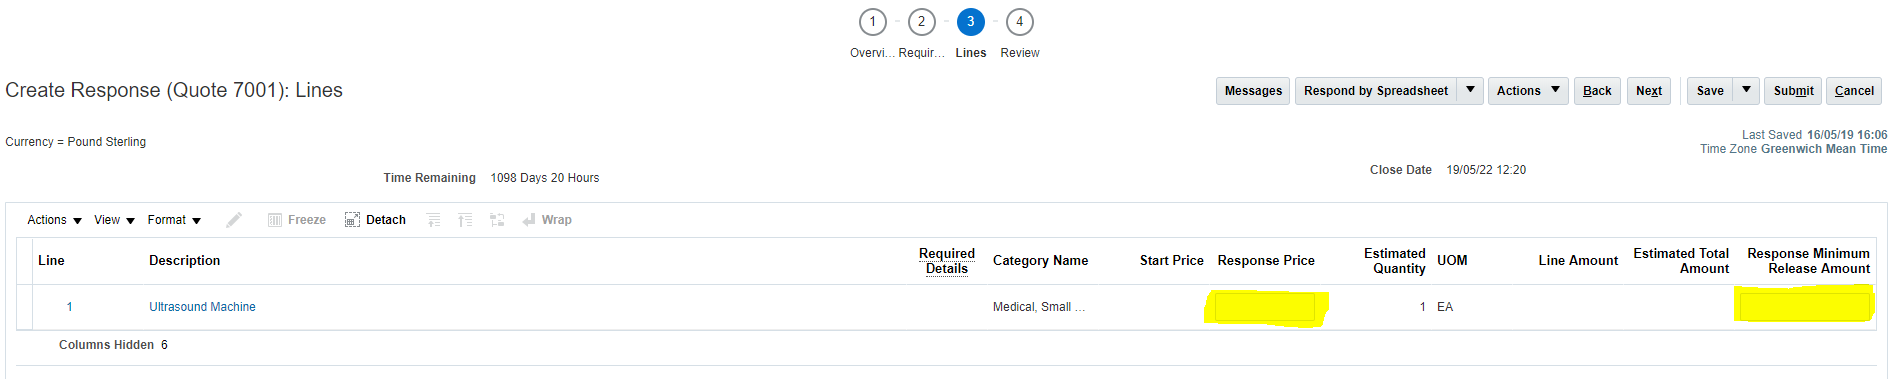 1 2 3 4
Overvi... Requir... Lines Review
Create Response (Quote 7001): Lines
Messages Respond by Spreadsheet Actions Back Next Save Submit Cancel
Currency = Pound Sterling
Last Saved 16/05/19 16:06
Time Zone Greenwich Mean Time
Time Remaining 1098 Days 20 Hours
Close Date 19/05/22 12:20
Actions View Format Freeze Detach Wrap
Line Description Required Details Category Name Start Price Response Price Estimated Quantity UOM Line Amount Estimated Total Amount Response Minimum Release Amount
1 Ultrasound Machine Medical, Small ... 1 EA
Columns Hidden 6